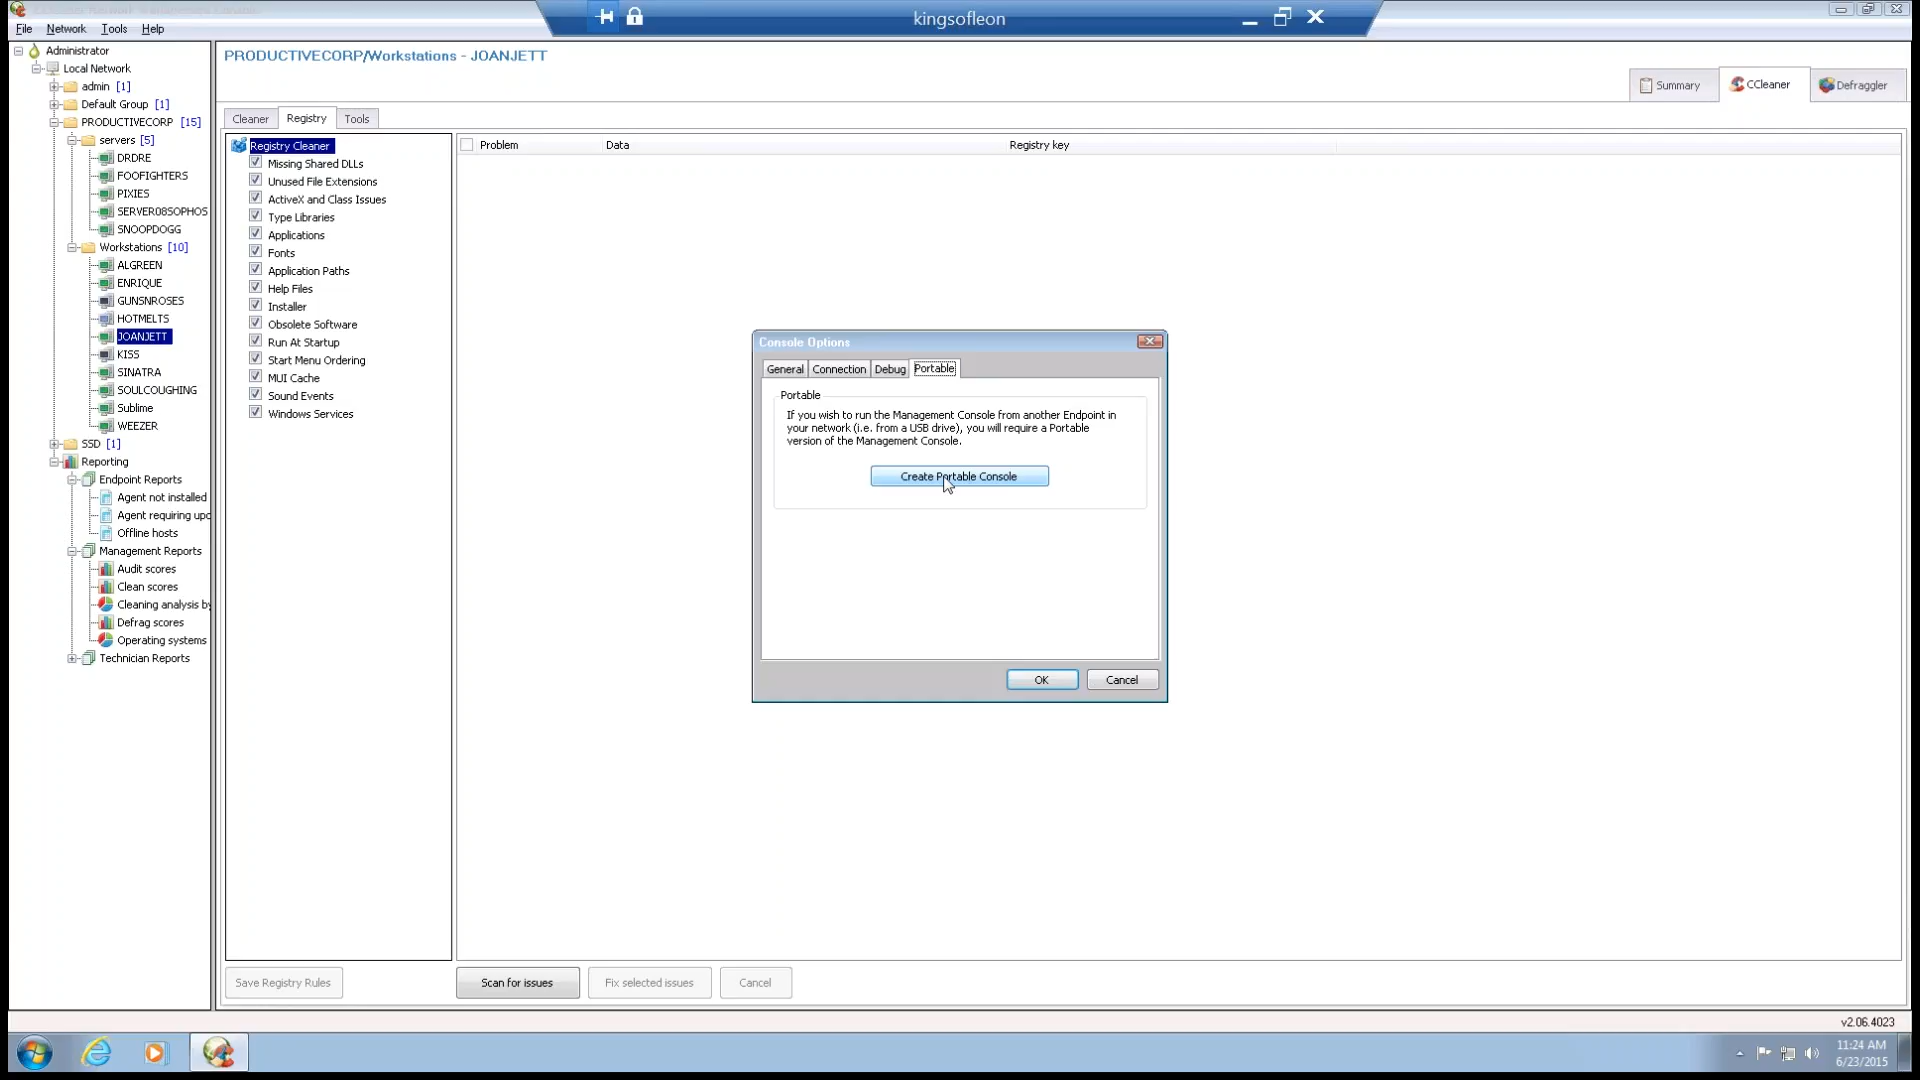 kingsofleon
File Network Tools Help
Administrator
Local Network
admin [1]
Default Group [1]
PRODUCTIVECORP [15]
servers [5]
DRDRE
FOOFIGHTERS
PIXIES
SERVER08SOPHOS
SNOOPDOGG
Workstations [10]
ALGREEN
ENRIQUE
GUNSNROSES
HOTMELTS
JOANJETT
KISS
SINATRA
SOULCOUGHING
Sublime
WEEZER
SSD [1]
Reporting
Endpoint Reports
Agent not installed
Agent requiring upd
Offline hosts
Management Reports
Audit scores
Clean scores
Cleaning analysis by
Defrag scores
Operating systems
Technician Reports
PRODUCTIVECORP/Workstations - JOANJETT
Summary CCleaner Defraggler
Cleaner Registry Tools
Registry Cleaner
Missing Shared DLLs
Unused File Extensions
ActiveX and Class Issues
Type Libraries
Applications
Fonts
Application Paths
Help Files
Installer
Obsolete Software
Run At Startup
Start Menu Ordering
MUI Cache
Sound Events
Windows Services
Problem Data Registry key
Console Options
General Connection Debug Portable
Portable
If you wish to run the Management Console from another Endpoint in
your network (i.e. from a USB drive), you will require a Portable
version of the Management Console.
Create Portable Console
OK Cancel
Save Registry Rules Scan for issues Fix selected issues Cancel
v2.06.4023
11:24 AM
6/23/2015